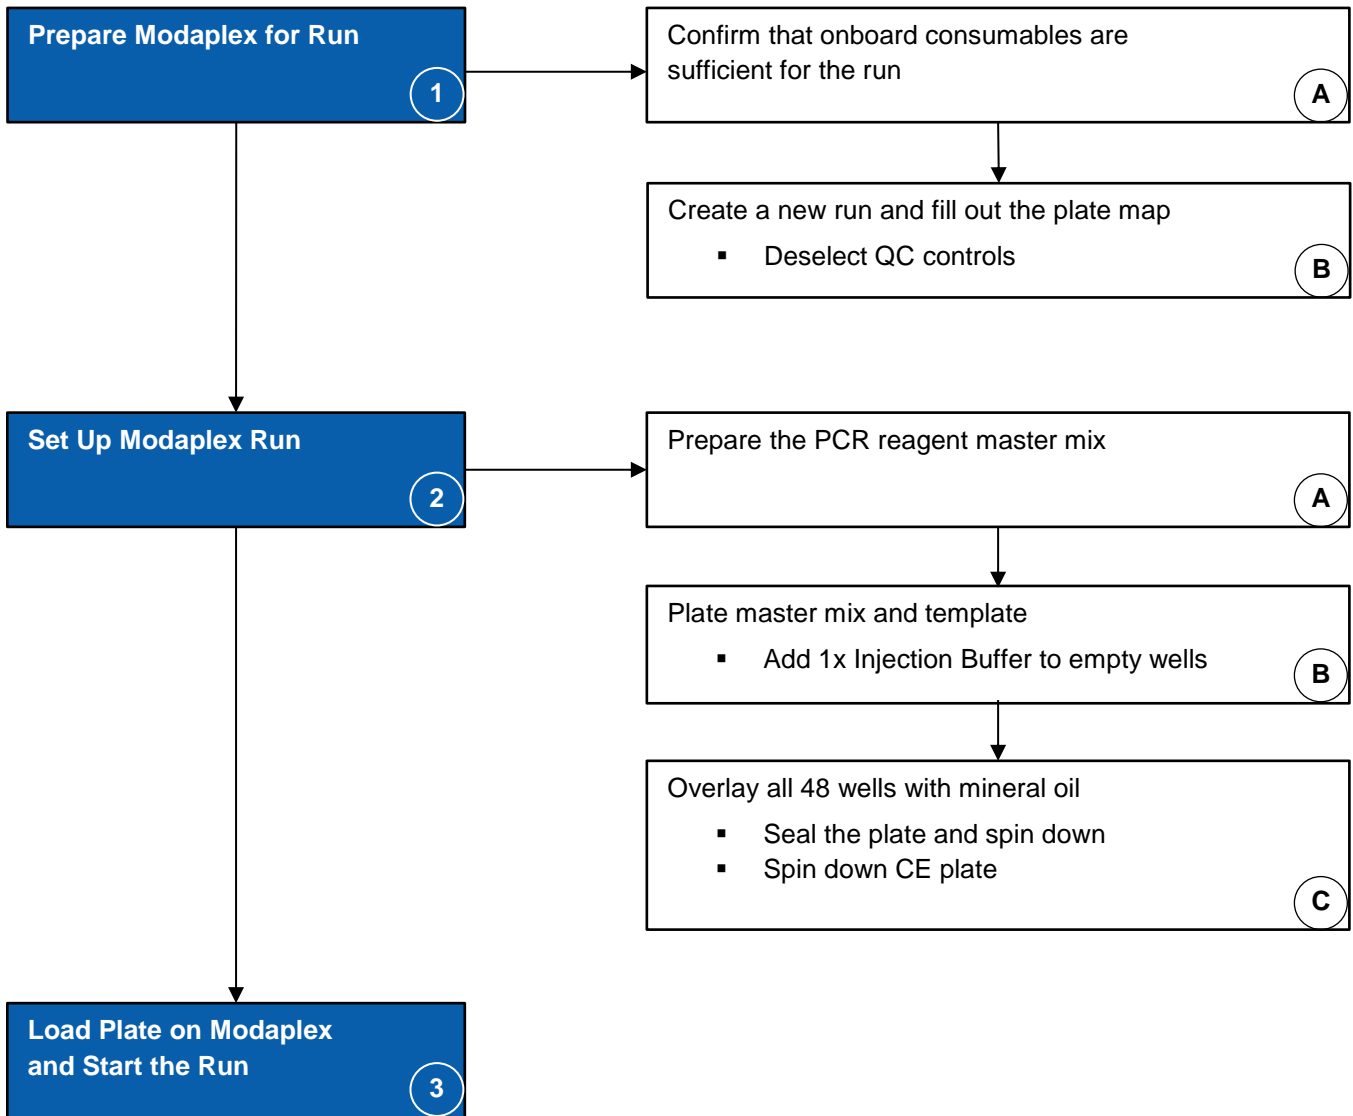 Prepare Modaplex for Run
1
Confirm that onboard consumables are
sufficient for the run
A
Create a new run and fill out the plate map
▪ Deselect QC controls
B
Set Up Modaplex Run
2
Prepare the PCR reagent master mix
A
Plate master mix and template
▪ Add 1x Injection Buffer to empty wells
B
Overlay all 48 wells with mineral oil
▪ Seal the plate and spin down
▪ Spin down CE plate
C
Load Plate on Modaplex
and Start the Run
3